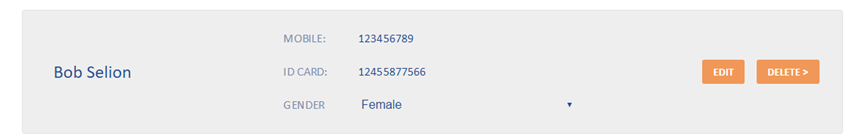 MOBILE: 123456789
Bob Selion
ID CARD: 12455877566
EDIT
DELETE >
GENDER Female